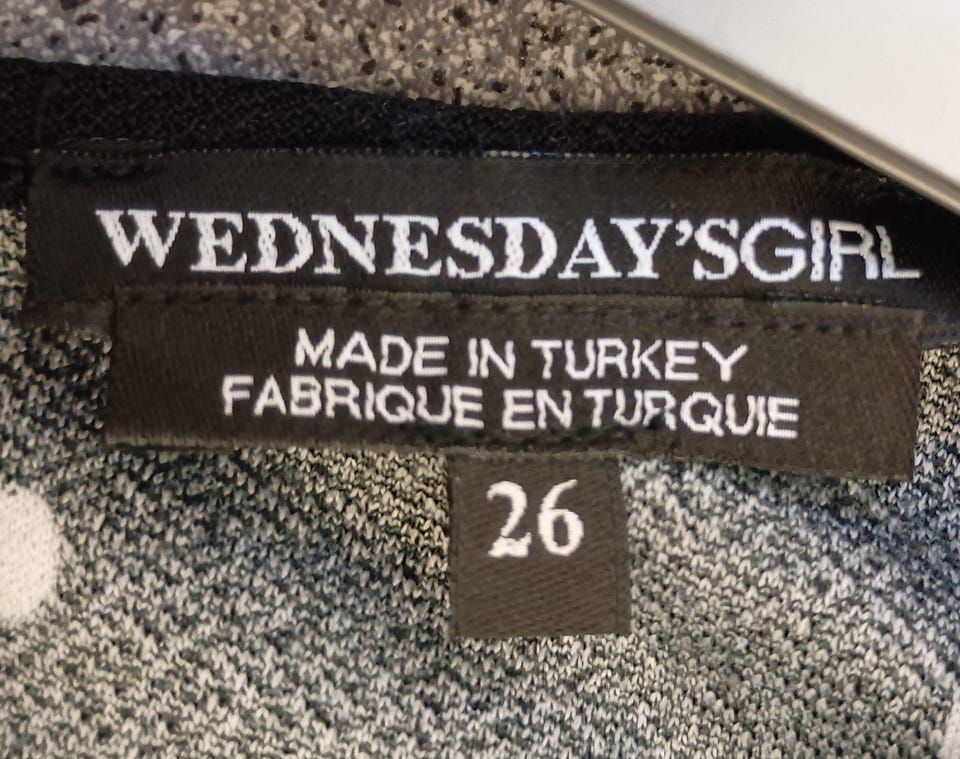 WEDNESDAY'SGIRL
MADE IN TURKEY
FABRIQUE EN TURQUIE
26